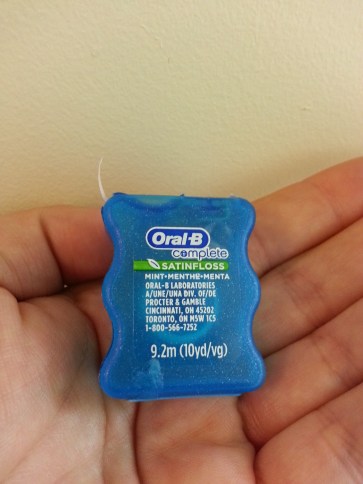 Oral-B
complete
SATINFLOSS
MINT•MENTHE•MENTA
ORAL-B LABORATORIES
A/UNE/UNA DIV. OF/DE
PROCTER & GAMBLE
CINCINNATI, OH 45202
TORONTO, ON M5W 1C5
1-800-566-7252
9.2m (10yd/vg)